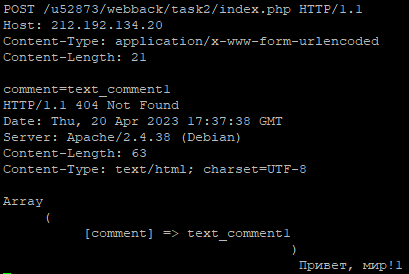 POST /u52873/webback/task2/index.php HTTP/1.1
Host: 212.192.134.20
Content-Type: application/x-www-form-urlencoded
Content-Length: 21

comment=text_comment1
HTTP/1.1 404 Not Found
Date: Thu, 20 Apr 2023 17:37:38 GMT
Server: Apache/2.4.38 (Debian)
Content-Length: 63
Content-Type: text/html; charset=UTF-8

Array
(
[comment] => text_comment1
)
Привет, мир!1